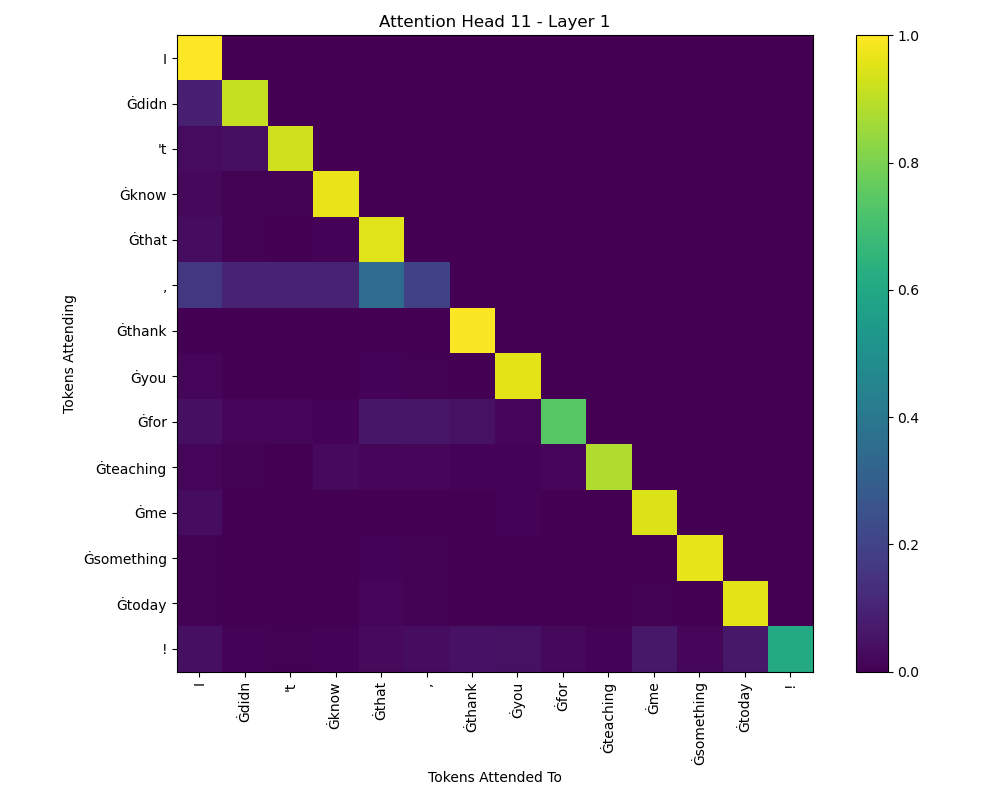 Attention Head 11 - Layer 1
Tokens Attending
I
Ġdidn
't
Ġknow
Ġthat
,
Ġthank
Ġyou
Ġfor
Ġteaching
Ġme
Ġsomething
Ġtoday
!
I
Ġdidn
't
Ġknow
Ġthat
,
Ġthank
Ġyou
Ġfor
Ġteaching
Ġme
Ġsomething
Ġtoday
!
Tokens Attended To
1.0
0.8
0.6
0.4
0.2
0.0